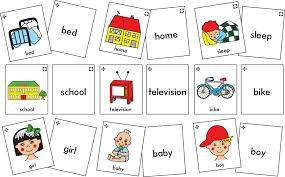 bed bed home home sleep sleep
school school television television bike bike
girl girl baby baby boy boy